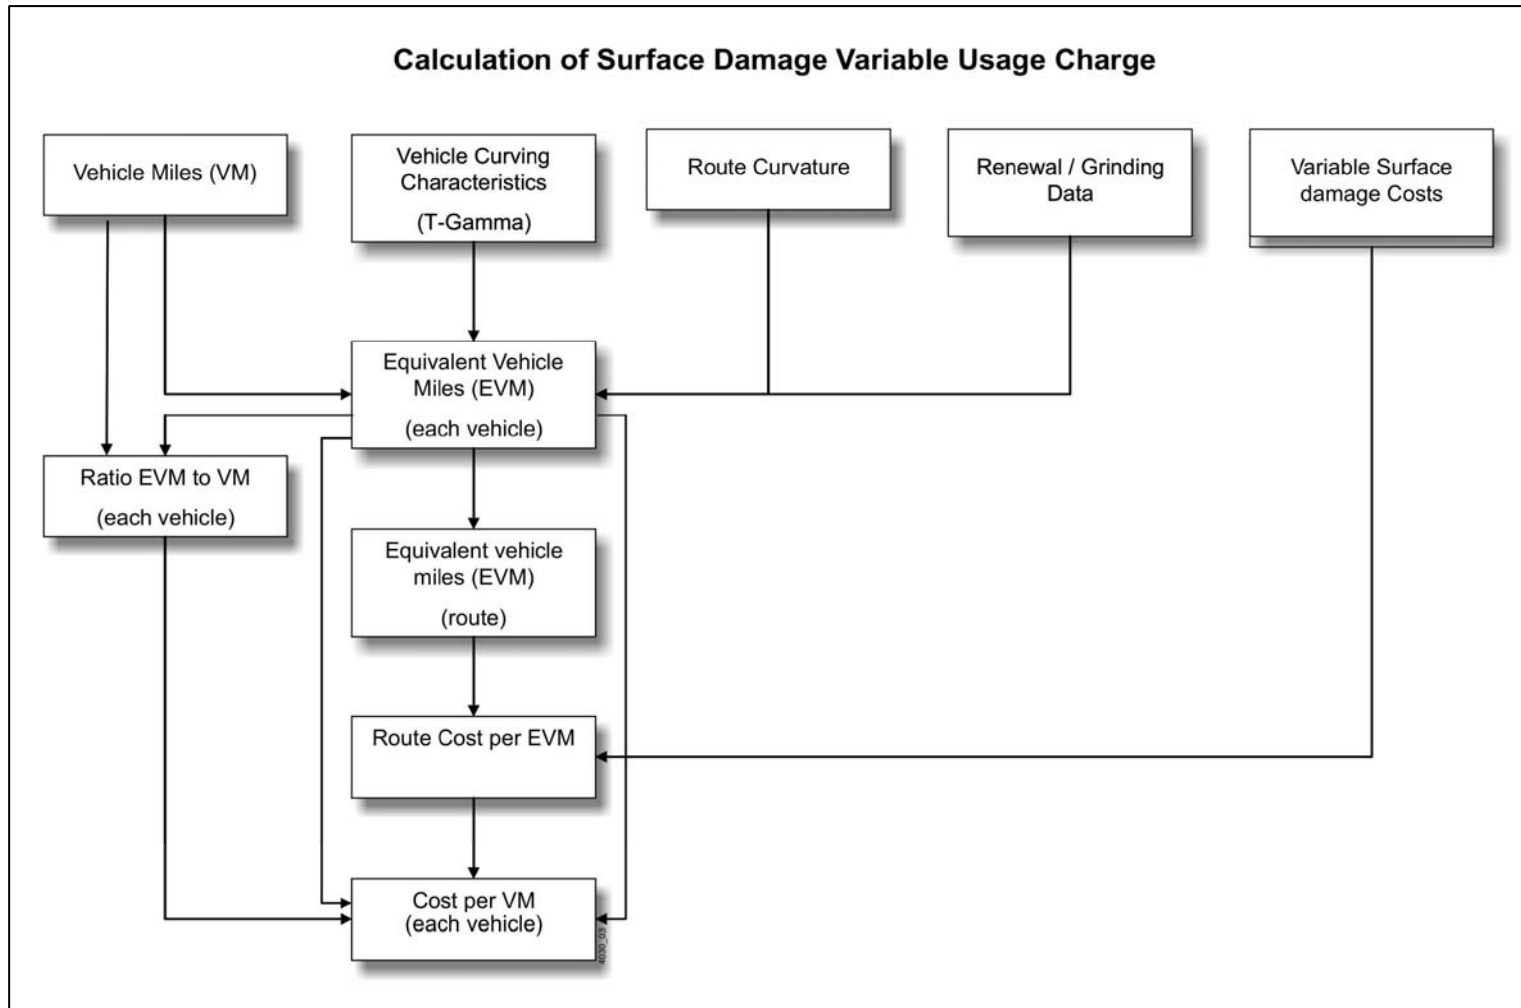 Calculation of Surface Damage Variable Usage Charge
Vehicle Miles (VM)
Vehicle Curving
Characteristics
(T-Gamma)
Route Curvature
Renewal / Grinding
Data
Variable Surface
damage Costs
Equivalent Vehicle
Miles (EVM)
(each vehicle)
Ratio EVM to VM
(each vehicle)
Equivalent vehicle
miles (EVM)
(route)
Route Cost per EVM
Cost per VM
(each vehicle)
4030_03